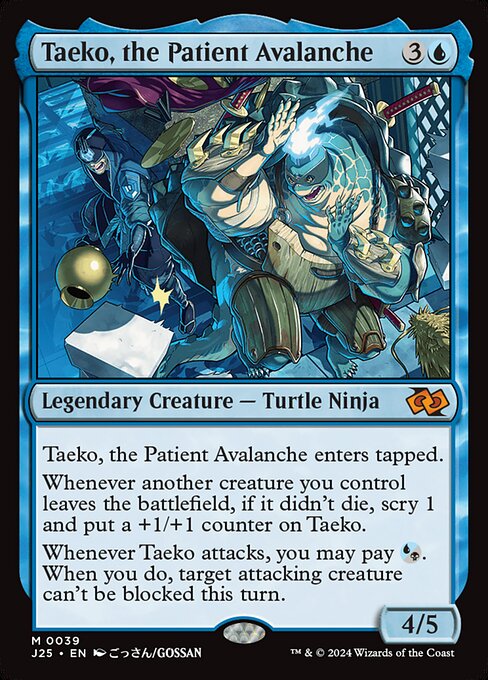 Taeko, the Patient Avalanche 3
Legendary Creature — Turtle Ninja
Taeko, the Patient Avalanche enters tapped.
Whenever another creature you control
leaves the battlefield, if it didn't die, scry 1
and put a +1/+1 counter on Taeko.
Whenever Taeko attacks, you may pay .
When you do, target attacking creature
can't be blocked this turn.
4/5
M 0039
J25 • EN ごっさん/GOSSAN
™ & © 2024 Wizards of the Coast